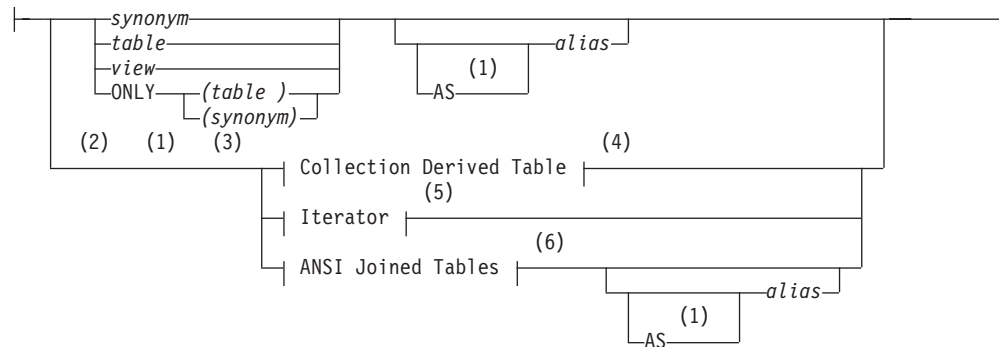 synonym
table alias
view (1)
ONLY (table ) AS
(synonym)
(2) (1) (3) (4)
Collection Derived Table
(5)
Iterator
(6)
ANSI Joined Tables
alias
(1)
AS